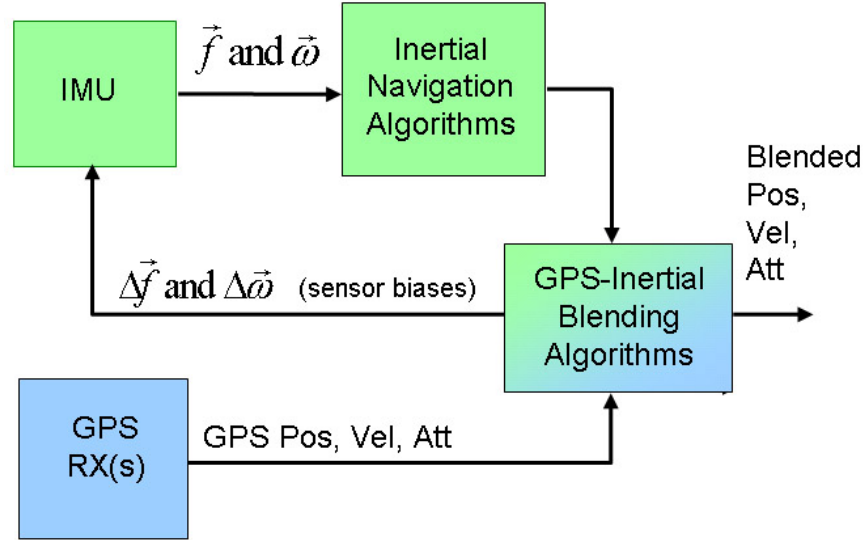 IMU
f⃗ and ω⃗
Inertial
Navigation
Algorithms
Blended
Pos,
Vel,
Att
Δf⃗ and Δω⃗ (sensor biases)
GPS-Inertial
Blending
Algorithms
GPS
RX(s)
GPS Pos, Vel, Att